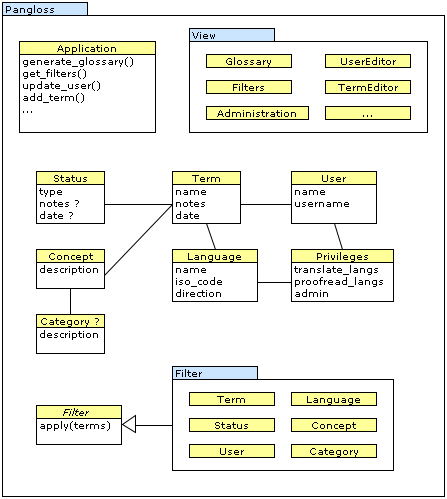 Pangloss
Application
generate_glossary()
get_filters()
update_user()
add_term()
...
View
Glossary
UserEditor
Filters
TermEditor
Administration
...
Status
type
notes ?
date ?
Term
name
notes
date
User
name
username
Concept
description
Language
name
iso_code
direction
Privileges
translate_langs
proofread_langs
admin
Category ?
description
Filter
apply(terms)
Filter
Term
Language
Status
Concept
User
Category